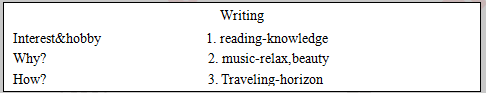 Writing
Interest&hobby 1. reading-knowledge
Why? 2. music-relax,beauty
How? 3. Traveling-horizon